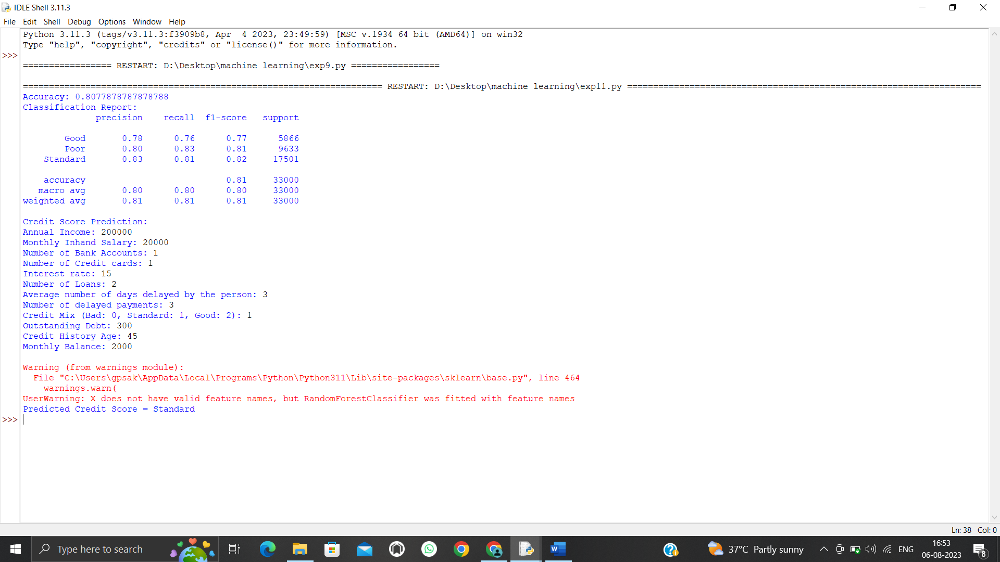 IDLE Shell 3.11.3
File Edit Shell Debug Options Window Help
Python 3.11.3 (tags/v3.11.3:f3909b8, Apr  4 2023, 23:49:59) [MSC v.1934 64 bit (AMD64)] on win32
Type "help", "copyright", "credits" or "license()" for more information.
>>>
================= RESTART: D:\Desktop\machine learning\exp9.py =================
===================================================================== RESTART: D:\Desktop\machine learning\exp11.py ====================================================================
Accuracy: 0.8077878787878788
Classification Report:
              precision    recall  f1-score   support
        Good       0.78      0.76      0.77      5866
        Poor       0.80      0.83      0.81      9633
    Standard       0.83      0.81      0.82     17501
    accuracy                           0.81     33000
   macro avg       0.80      0.80      0.80     33000
weighted avg       0.81      0.81      0.81     33000
Credit Score Prediction:
Annual Income: 200000
Monthly Inhand Salary: 20000
Number of Bank Accounts: 1
Number of Credit cards: 1
Interest rate: 15
Number of Loans: 2
Average number of days delayed by the person: 3
Number of delayed payments: 3
Credit Mix (Bad: 0, Standard: 1, Good: 2): 1
Outstanding Debt: 300
Credit History Age: 45
Monthly Balance: 2000
Warning (from warnings module):
  File "C:\Users\gpsak\AppData\Local\Programs\Python\Python311\Lib\site-packages\sklearn\base.py", line 464
    warnings.warn(
UserWarning: X does not have valid feature names, but RandomForestClassifier was fitted with feature names
Predicted Credit Score = Standard
>>>
Ln: 38 Col: 0
Type here to search
W
37°C Partly sunny
ENG
16:53
06-08-2023
8